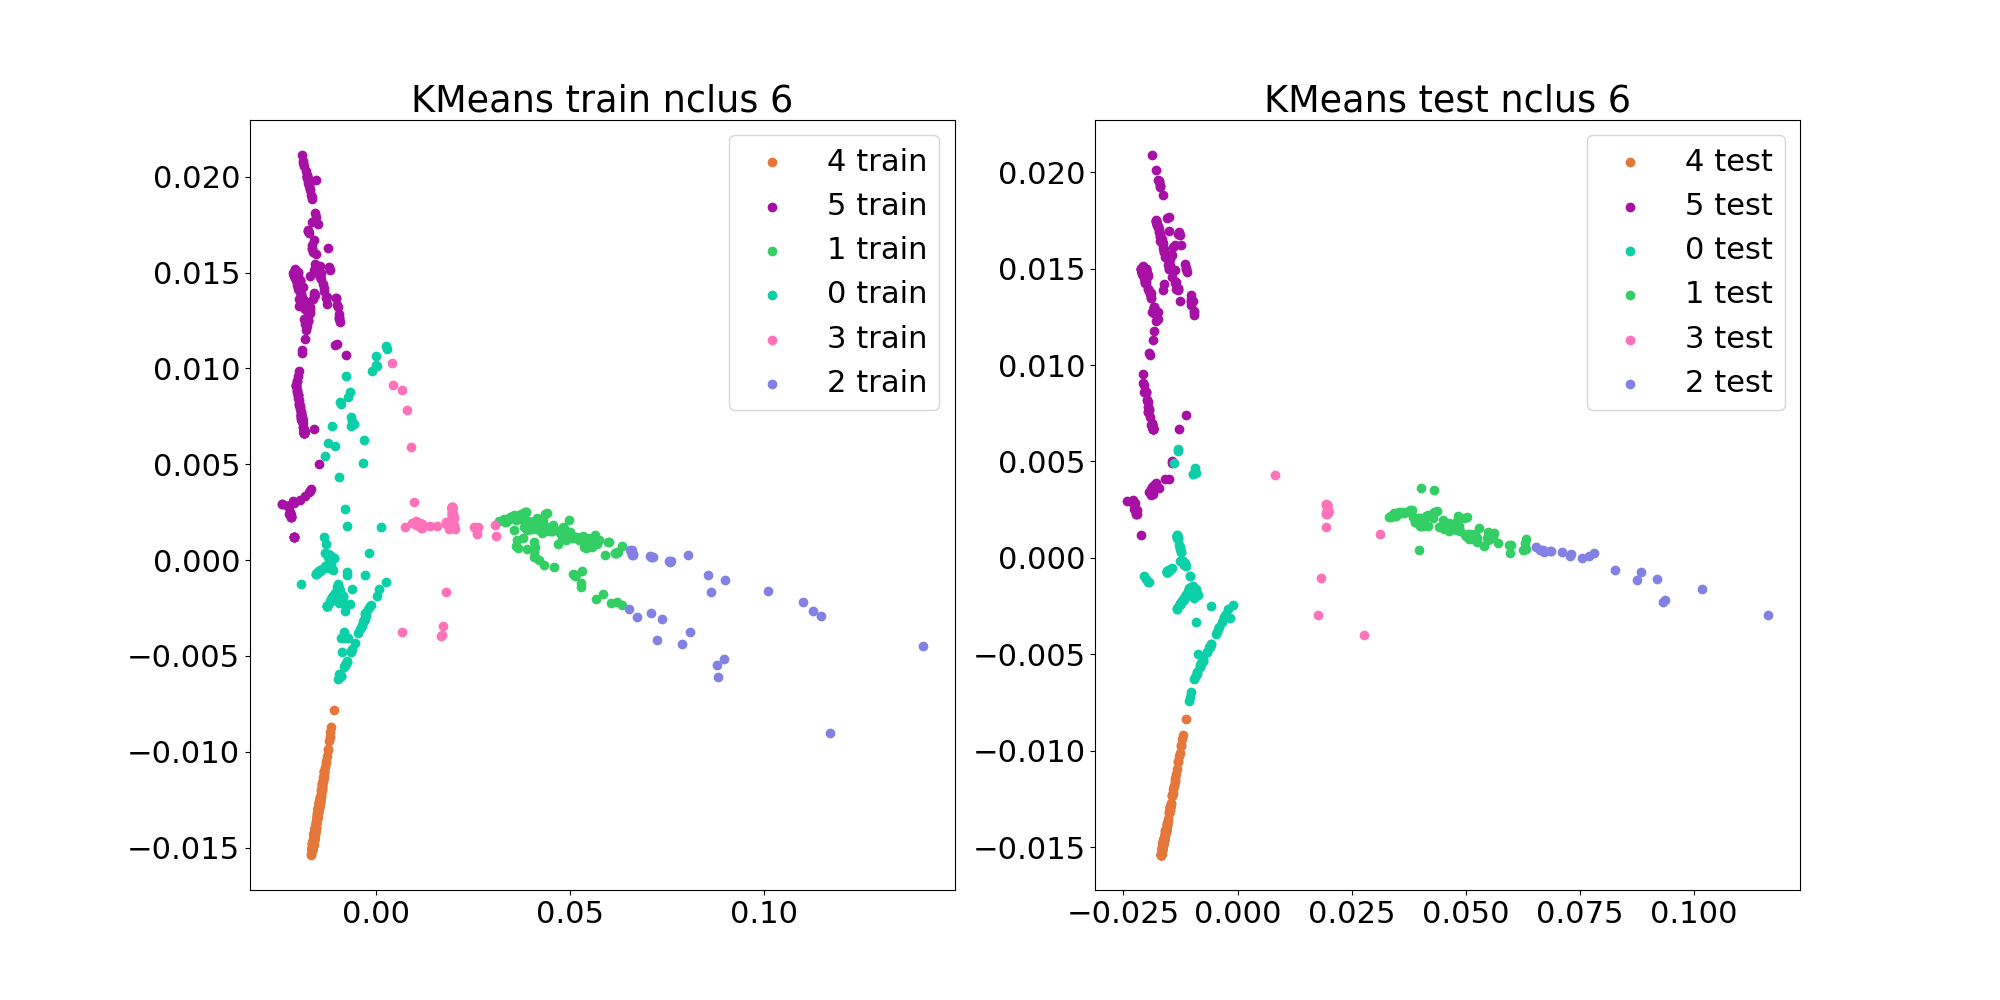 KMeans train nclus 6
0.020
0.015
0.010
0.005
0.000
−0.005
−0.010
−0.015
0.00
0.05
0.10
4 train
5 train
1 train
0 train
3 train
2 train
KMeans test nclus 6
0.020
0.015
0.010
0.005
0.000
−0.005
−0.010
−0.015
−0.025
0.000
0.025
0.050
0.075
0.100
4 test
5 test
0 test
1 test
3 test
2 test